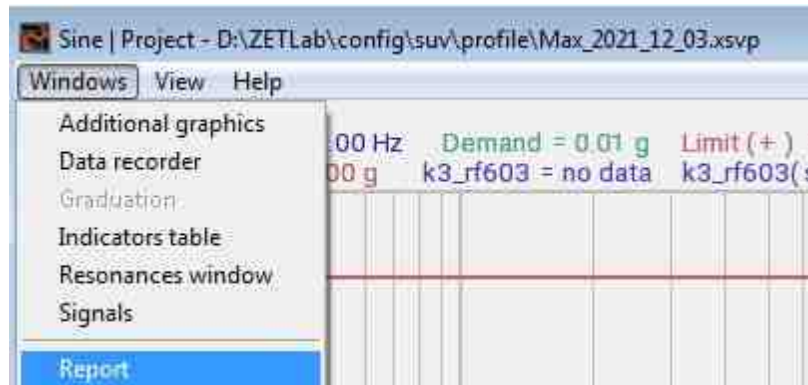 Sine | Project - D:\ZETLab\config\suv\profile\Max_2021_12_03.xsvp
Windows View Help
Additional graphics
00 Hz Demand = 0.01 g Limit ( + )
Data recorder
00 g k3_rf603 = no data k3_rf603(
Graduation
Indicators table
Resonances window
Signals
Report